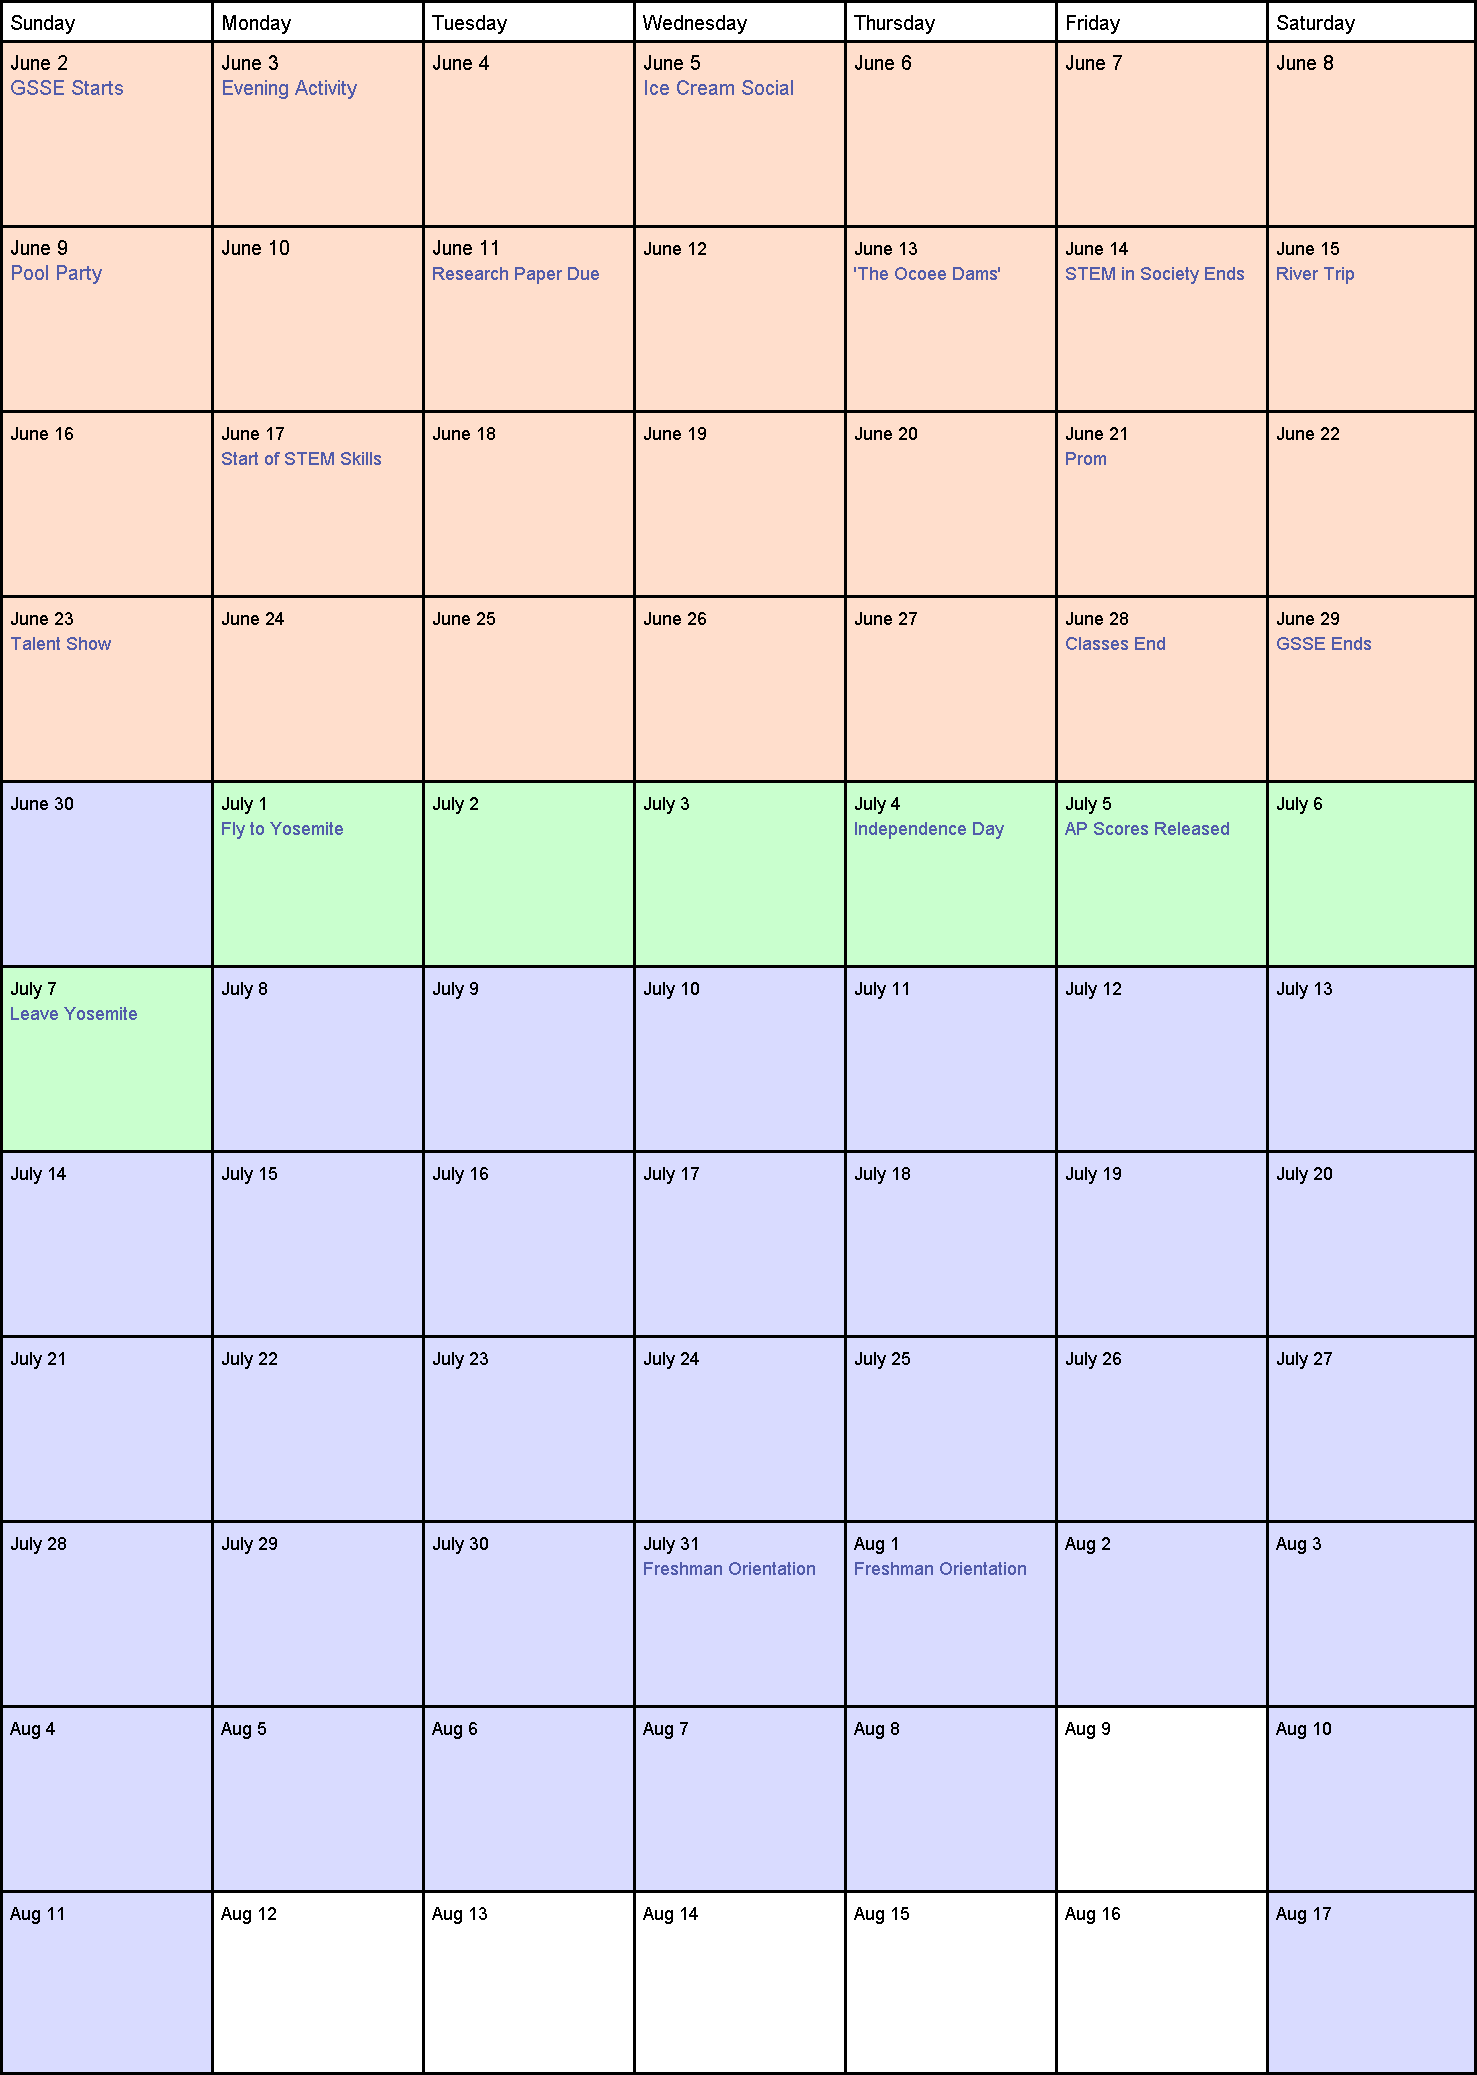 Sunday
Monday
Tuesday
Wednesday
Thursday
Friday
Saturday
June 2
GSSE Starts
June 3
Evening Activity
June 4
June 5
Ice Cream Social
June 6
June 7
June 8
June 9
Pool Party
June 10
June 11
Research Paper Due
June 12
June 13
'The Ocoee Dams'
June 14
STEM in Society Ends
June 15
River Trip
June 16
June 17
Start of STEM Skills
June 18
June 19
June 20
June 21
Prom
June 22
June 23
Talent Show
June 24
June 25
June 26
June 27
June 28
Classes End
June 29
GSSE Ends
June 30
July 1
Fly to Yosemite
July 2
July 3
July 4
Independence Day
July 5
AP Scores Released
July 6
July 7
Leave Yosemite
July 8
July 9
July 10
July 11
July 12
July 13
July 14
July 15
July 16
July 17
July 18
July 19
July 20
July 21
July 22
July 23
July 24
July 25
July 26
July 27
July 28
July 29
July 30
July 31
Freshman Orientation
Aug 1
Freshman Orientation
Aug 2
Aug 3
Aug 4
Aug 5
Aug 6
Aug 7
Aug 8
Aug 9
Aug 10
Aug 11
Aug 12
Aug 13
Aug 14
Aug 15
Aug 16
Aug 17